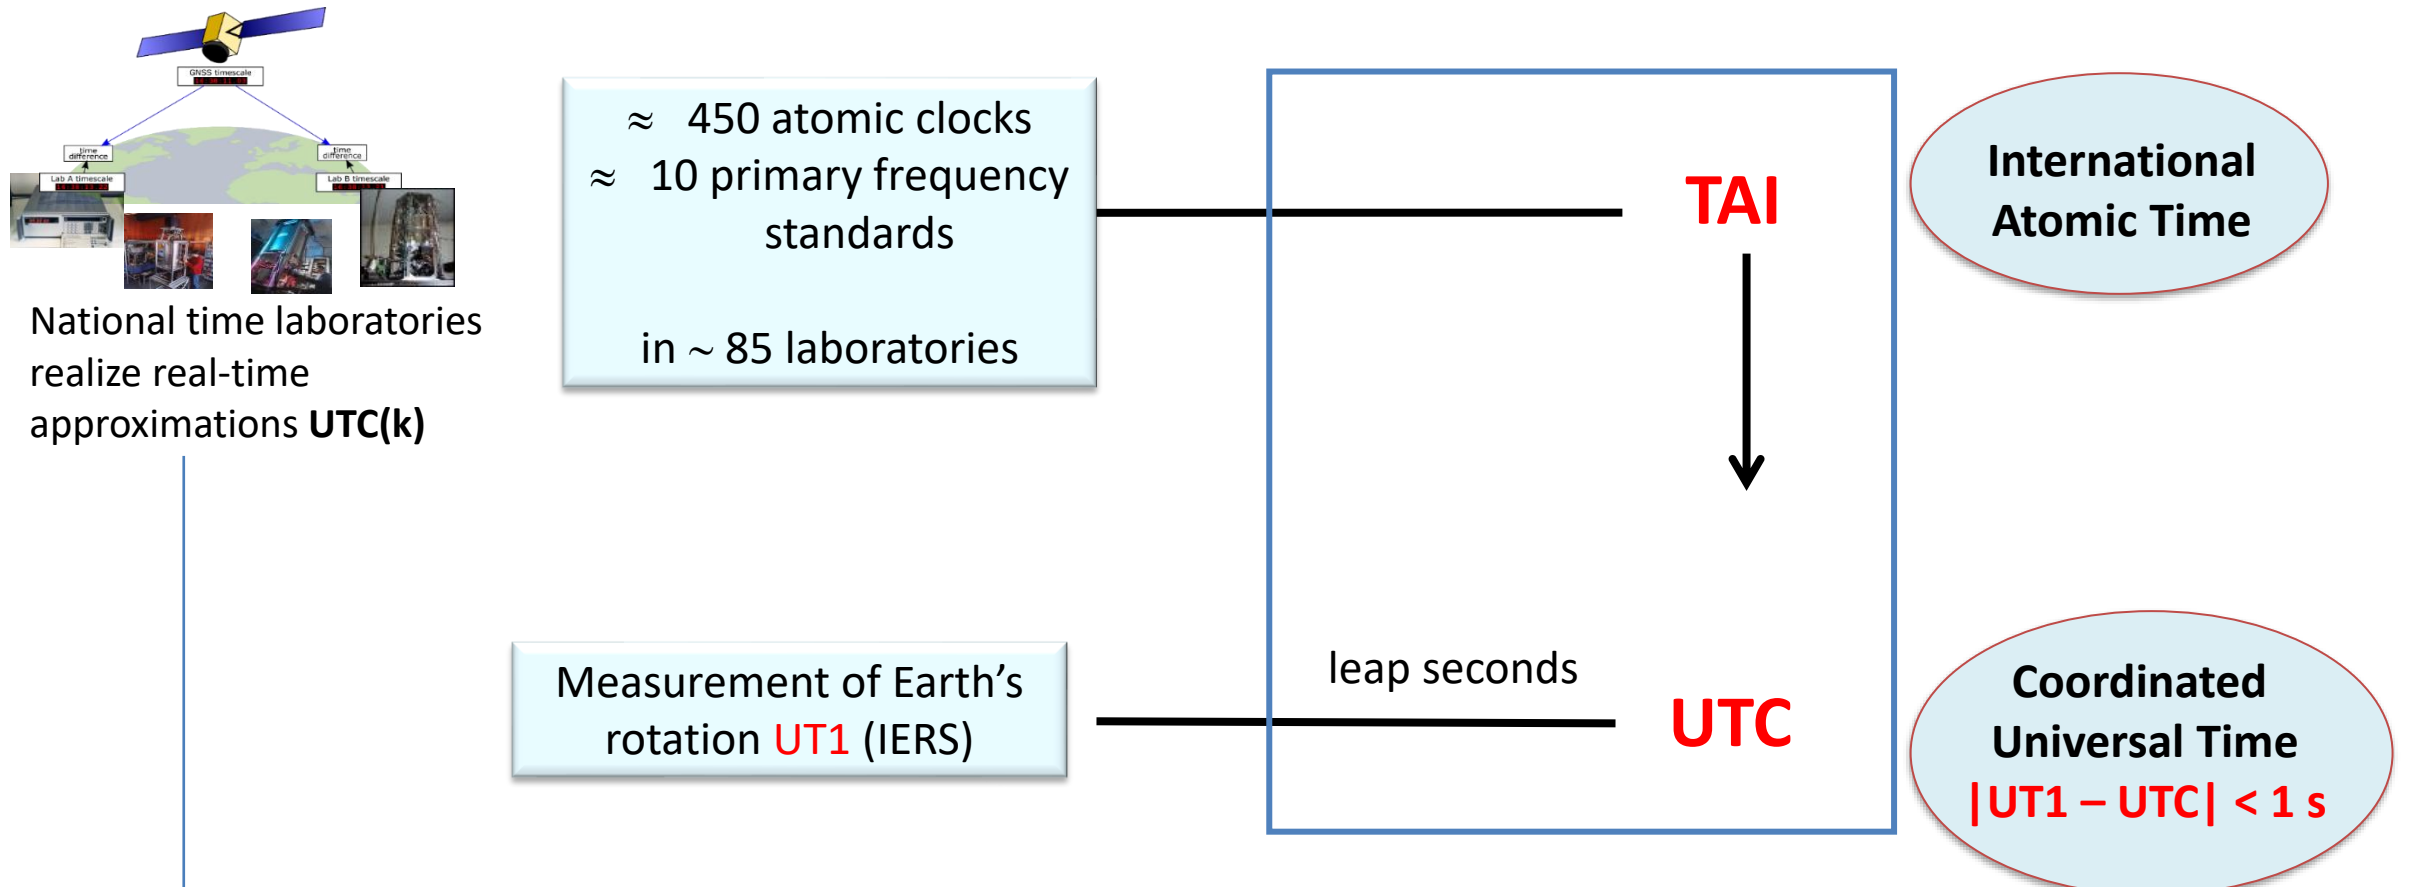 GNSS timescale
time
difference
time
difference
Lab A timescale
Lab B timescale
National time laboratories
realize real-time
approximations UTC(k)
≈ 450 atomic clocks
≈ 10 primary frequency
standards
in ~ 85 laboratories
TAI
International
Atomic Time
Measurement of Earth's
rotation UT1 (IERS)
leap seconds
UTC
Coordinated
Universal Time
|UT1 – UTC| < 1 s